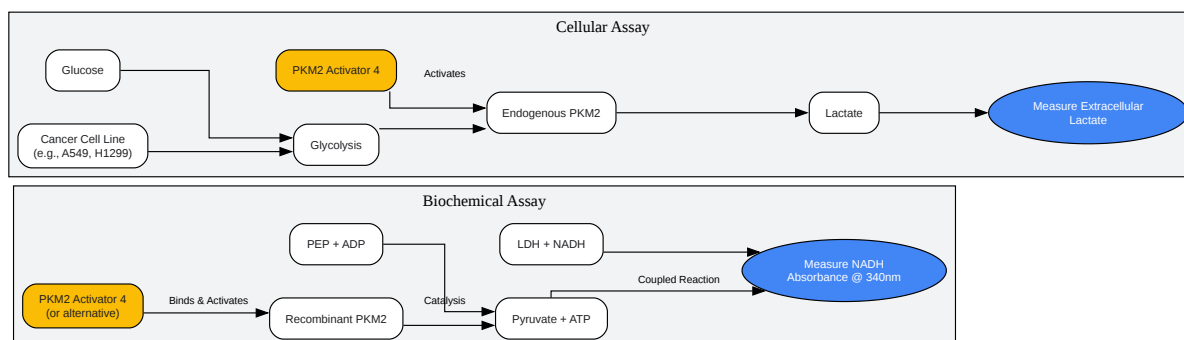 Cellular Assay
Glucose
PKM2 Activator 4
Activates
Endogenous PKM2
Lactate
Measure Extracellular
Lactate
Cancer Cell Line
(e.g., A549, H1299)
Glycolysis
Biochemical Assay
PEP + ADP
LDH + NADH
Measure NADH
Absorbance @ 340nm
Coupled Reaction
PKM2 Activator 4
(or alternative)
Binds & Activates
Recombinant PKM2
Catalysis
Pyruvate + ATP